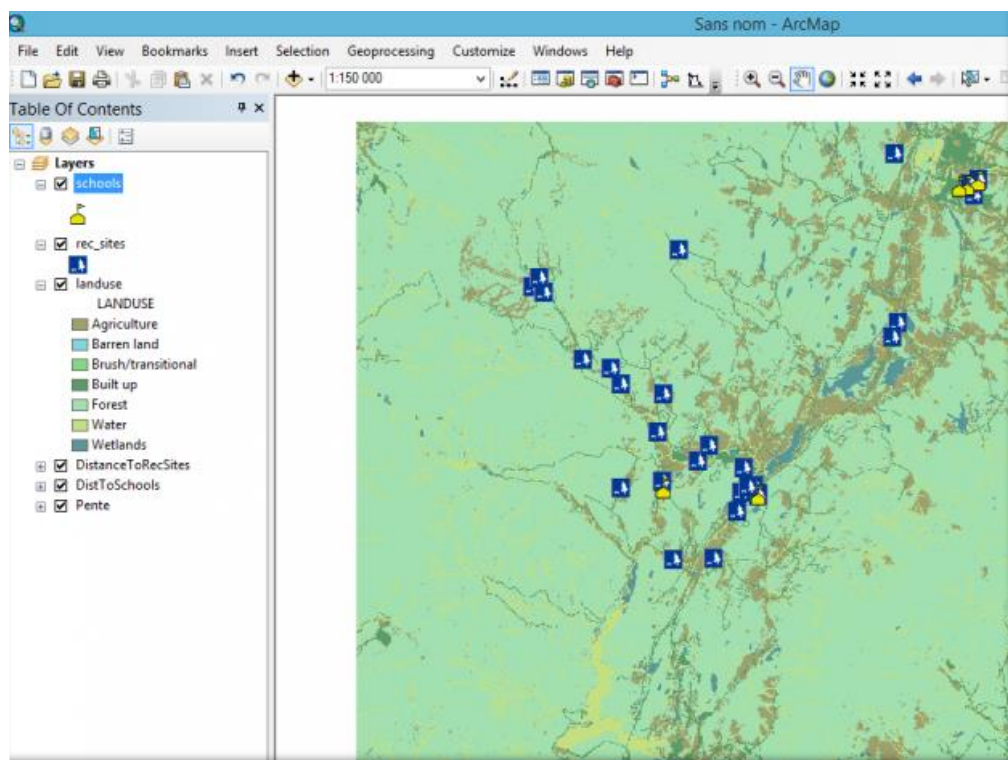 Sans nom - ArcMap
File Edit View Bookmarks Insert Selection Geoprocessing Customize Windows Help
1:150 000
Table Of Contents
Layers
schools
rec_sites
landuse
LANDUSE
Agriculture
Barren land
Brush/transitional
Built up
Forest
Water
Wetlands
DistanceToRecSites
DistToSchools
Pente